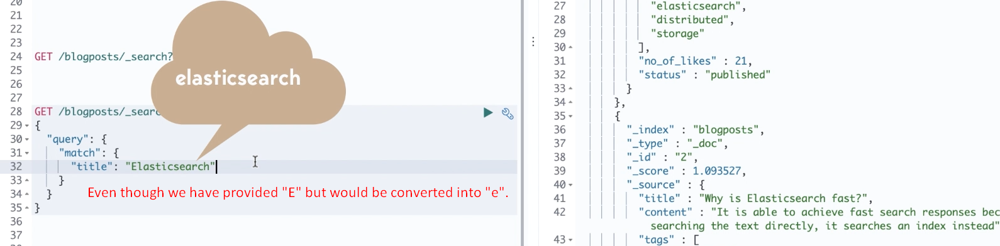 20
21
22
23
24 GET /blogposts/_search?
25
26
27
28 GET /blogposts/_searc
29 {
30 "query": {
31 "match": {
32 "title": "Elasticsearch"
33 }
34 }
35 }
36
37
elasticsearch
Even though we have provided "E" but would be converted into "e".
27 "elasticsearch",
28 "distributed",
29 "storage"
30 ],
31 "no_of_likes" : 21,
32 "status" : "published"
33 }
34 },
35 {
36 "_index" : "blogposts",
37 "_type" : "_doc",
38 "_id" : "2",
39 "_score" : 1.093527,
40 "_source" : {
41 "title" : "Why is Elasticsearch fast?",
42 "content" : "It is able to achieve fast search responses bec
searching the text directly, it searches an index instead"
43 "tags" : [